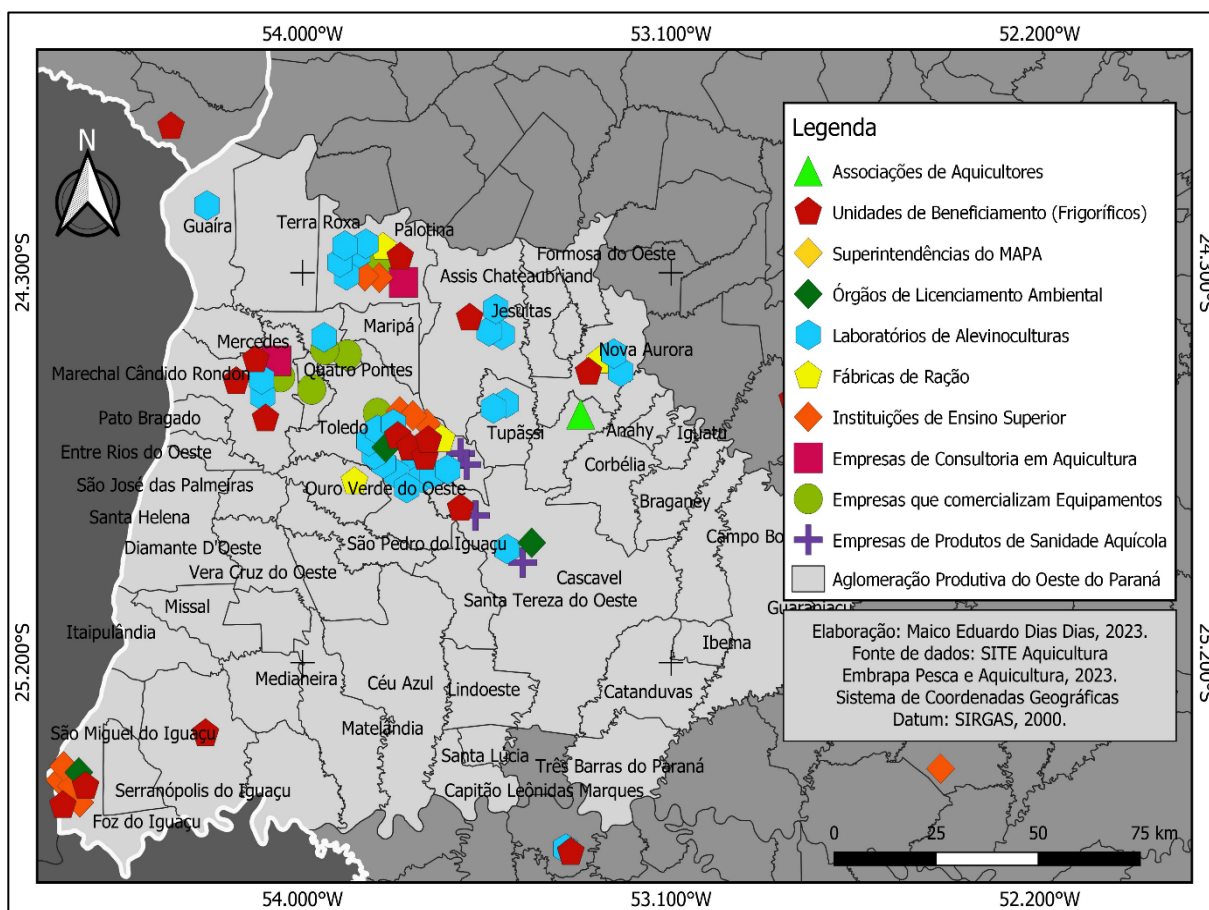 54.000°W
53.100°W
52.200°W
N
24.300°S
25.200°S
24.300°S
25.200°S
Guaíra
Terra Roxa
Palotina
Formosa do Oeste
Assis Chateaubriand
Jesuítas
Maripá
Mercedes
Nova Aurora
Marechal Cândido Rondon
Quatro Pontes
Pato Bragado
Toledo
Tupãssi
Anahy
Iguatu
Entre Rios do Oeste
Corbélia
São José das Palmeiras
Ouro Verde do Oeste
Braganey
Santa Helena
Campo Bo
Diamante D'Oeste
São Pedro do Iguaçu
Vera Cruz do Oeste
Cascavel
Santa Tereza do Oeste
Missal
Guaraniaçu
Itaipulândia
Ibema
Medianeira
Céu Azul
Lindoeste
Catanduvas
São Miguel do Iguaçu
Matelândia
Santa Lúcia
Três Barras do Paraná
Serranópolis do Iguaçu
Capitão Leônidas Marques
Foz do Iguaçu
Legenda
Associações de Aquicultores
Unidades de Beneficiamento (Frigoríficos)
Superintendências do MAPA
Órgãos de Licenciamento Ambiental
Laboratórios de Alevinoculturas
Fábricas de Ração
Instituições de Ensino Superior
Empresas de Consultoria em Aquicultura
Empresas que comercializam Equipamentos
Empresas de Produtos de Sanidade Aquícola
Aglomeração Produtiva do Oeste do Paraná
Elaboração: Maico Eduardo Dias Dias, 2023.
Fonte de dados: SITE Aquicultura
Embrapa Pesca e Aquicultura, 2023.
Sistema de Coordenadas Geográficas
Datum: SIRGAS, 2000.
0 25 50 75 km
54.000°W
53.100°W
52.200°W